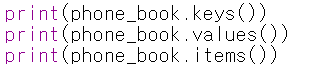 print(phone_book.keys())
print(phone_book.values())
print(phone_book.items())